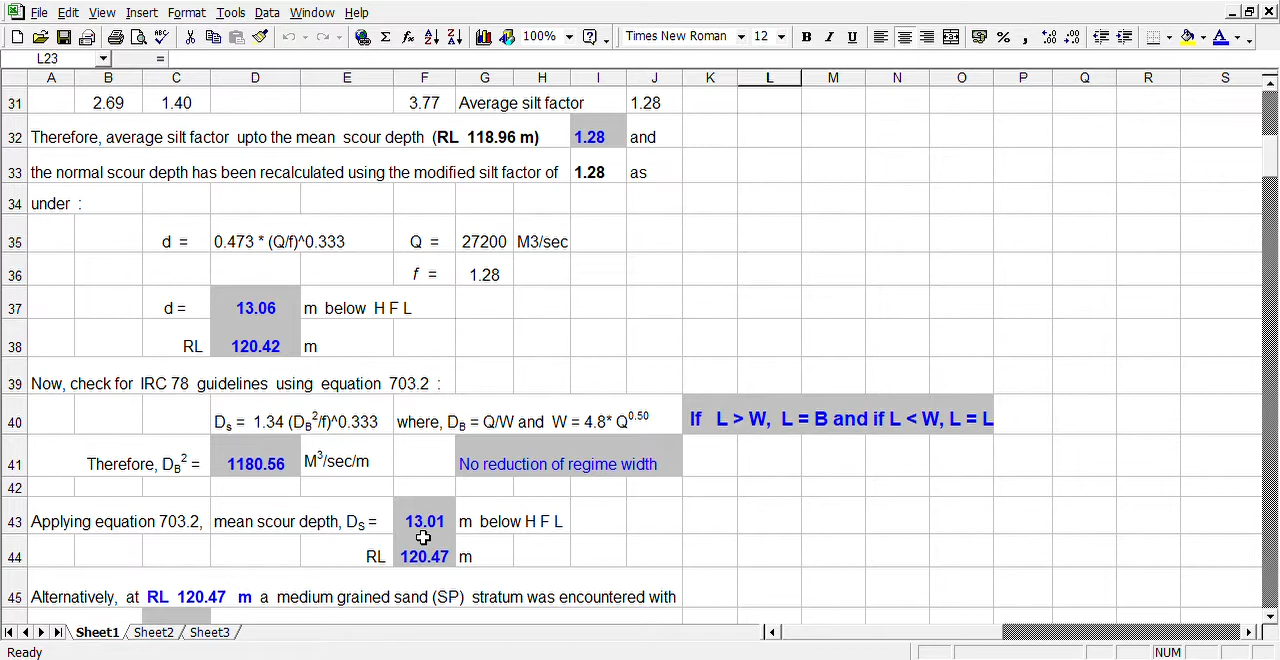 File Edit View Insert Format Tools Data Window Help
100% Times New Roman 12 B I U
L23 =
A B C D E F G H I J K L M N O P Q R S
31 2.69 1.40 3.77 Average silt factor 1.28
32 Therefore, average silt factor upto the mean scour depth (RL 118.96 m) 1.28 and
33 the normal scour depth has been recalculated using the modified silt factor of 1.28 as
34 under :
35 d = 0.473 * (Q/f)^0.333 Q = 27200 M3/sec
36 f = 1.28
37 d = 13.06 m below H F L
38 RL 120.42 m
39 Now, check for IRC 78 guidelines using equation 703.2 :
40 Ds = 1.34 (DB²/f)^0.333 where, DB = Q/W and W = 4.8* Q^0.50 If L > W, L = B and if L < W, L = L
41 Therefore, DB² = 1180.56 M³/sec/m No reduction of regime width
42
43 Applying equation 703.2, mean scour depth, DS = 13.01 m below H F L
44 RL 120.47 m
45 Alternatively, at RL 120.47 m a medium grained sand (SP) stratum was encountered with
Sheet1 Sheet2 Sheet3
Ready NUM